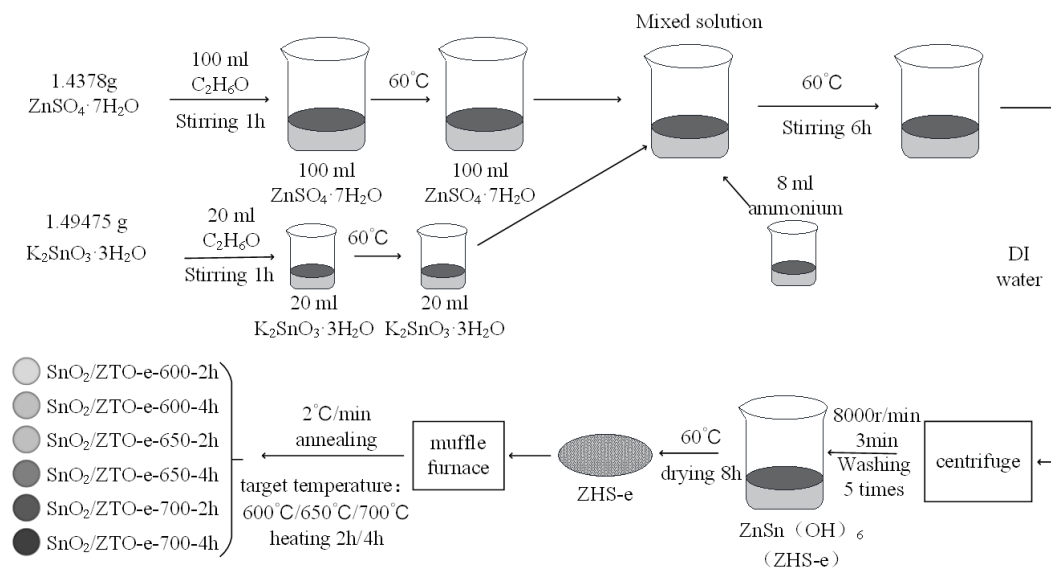 Mixed solution
1.4378g
ZnSO₄·7H₂O
100 ml
C₂H₆O
Stirring 1h
60℃
100 ml
ZnSO₄·7H₂O
100 ml
ZnSO₄·7H₂O
60℃
Stirring 6h
1.49475 g
K₂SnO₃·3H₂O
20 ml
C₂H₆O
Stirring 1h
60℃
20 ml
K₂SnO₃·3H₂O
20 ml
K₂SnO₃·3H₂O
8 ml
ammonium
DI
water
SnO₂/ZTO-e-600-2h
SnO₂/ZTO-e-600-4h
SnO₂/ZTO-e-650-2h
SnO₂/ZTO-e-650-4h
SnO₂/ZTO-e-700-2h
SnO₂/ZTO-e-700-4h
2℃/min
annealing
target temperature：
600℃/650℃/700℃
heating 2h/4h
muffle
furnace
ZHS-e
60℃
drying 8h
ZnSn（OH）₆
（ZHS-e）
8000r/min
3min
Washing
5 times
centrifuge